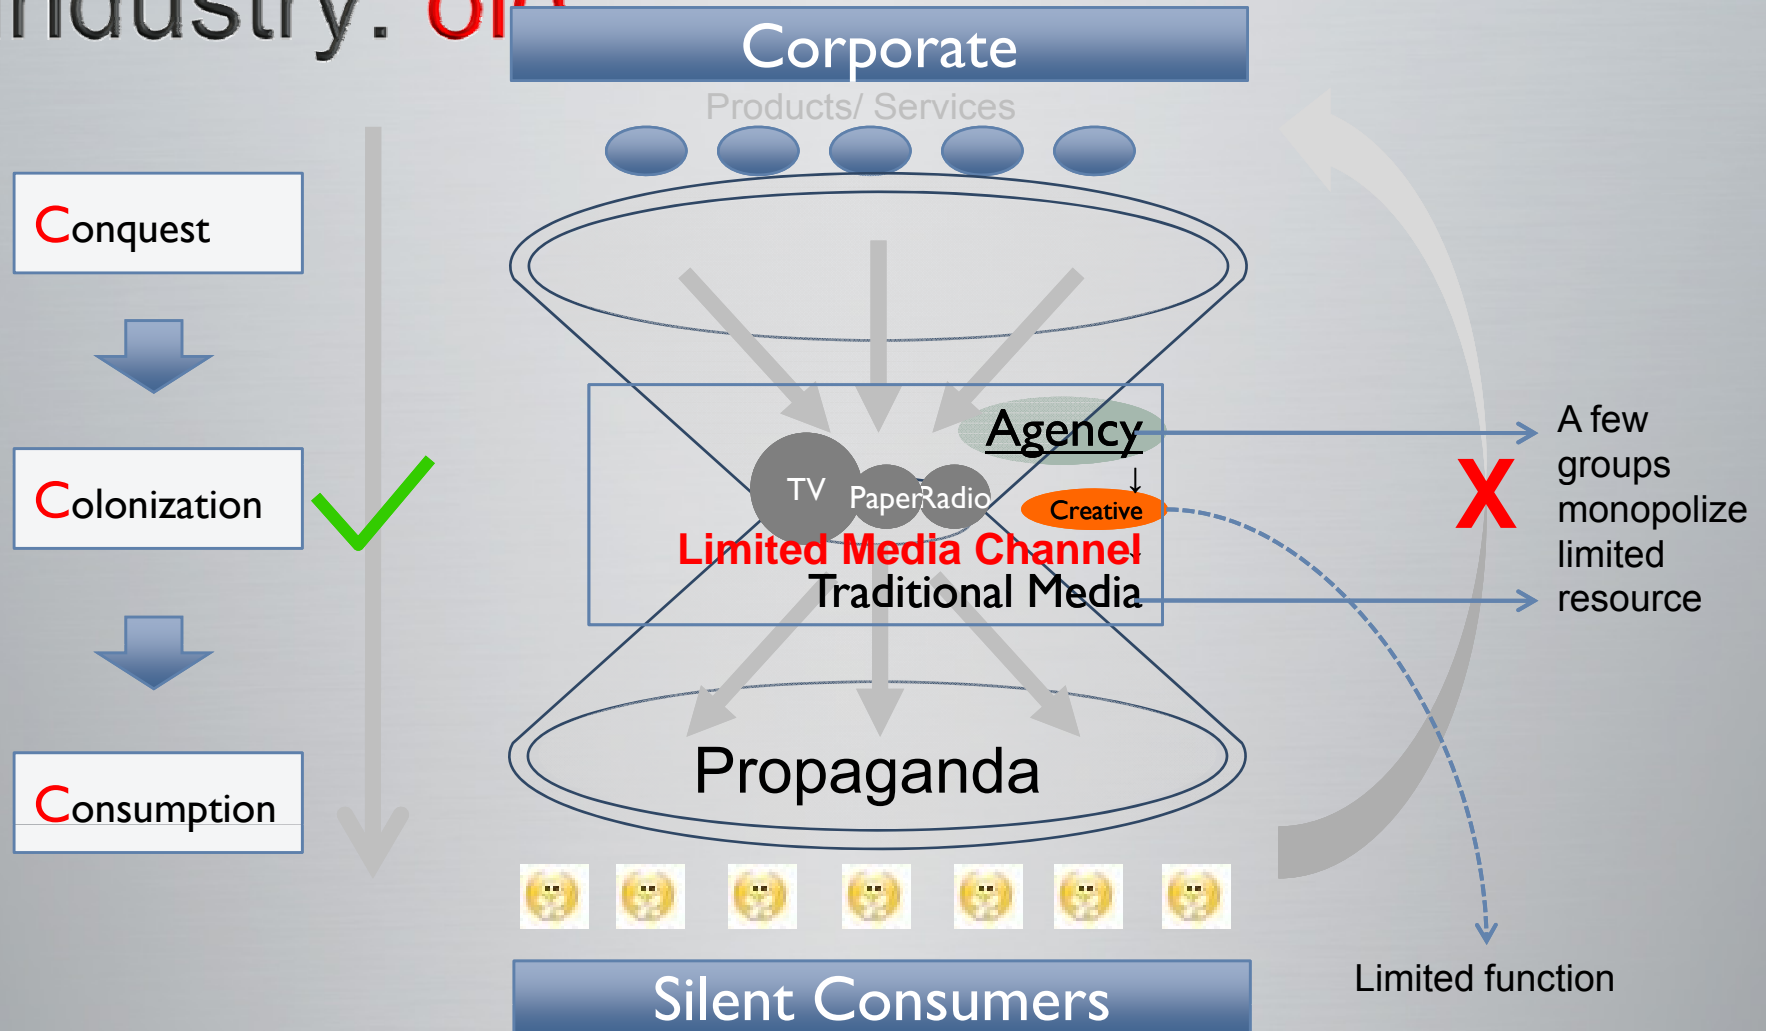 Industry:
Corporate
Products/ Services
Conquest
Colonization
Consumption
Agency
↓
TV
Paper
Radio
Creative
Limited Media Channel
Traditional Media
Propaganda
Silent Consumers
A few
groups
monopolize
limited
resource
X
Limited function